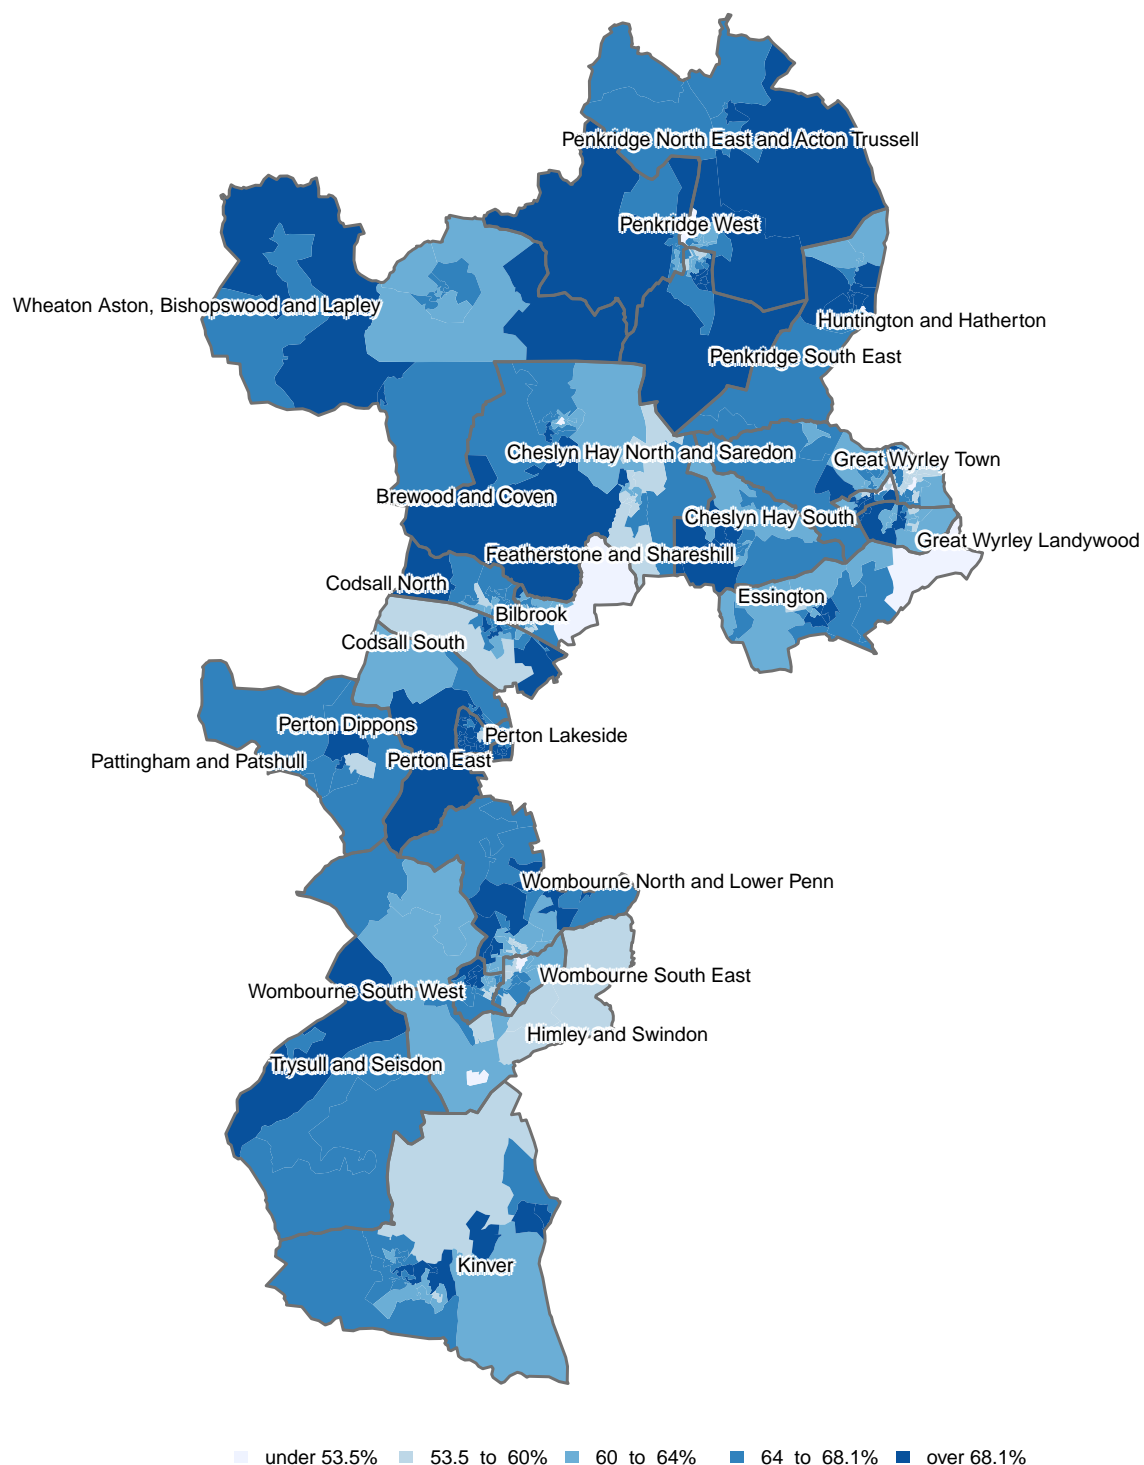 Penkridge North East and Acton Trussell
Penkridge West
Wheaton Aston, Bishopswood and Lapley
Huntington and Hatherton
Penkridge South East
Cheslyn Hay North and Saredon
Great Wyrley Town
Brewood and Coven
Cheslyn Hay South
Great Wyrley Landywood
Featherstone and Shareshill
Codsall North
Essington
Bilbrook
Codsall South
Perton Dippons
Perton Lakeside
Pattingham and Patshull
Perton East
Wombourne North and Lower Penn
Wombourne South East
Wombourne South West
Himley and Swindon
Trysull and Seisdon
Kinver
under 53.5% 53.5 to 60% 60 to 64% 64 to 68.1% over 68.1%